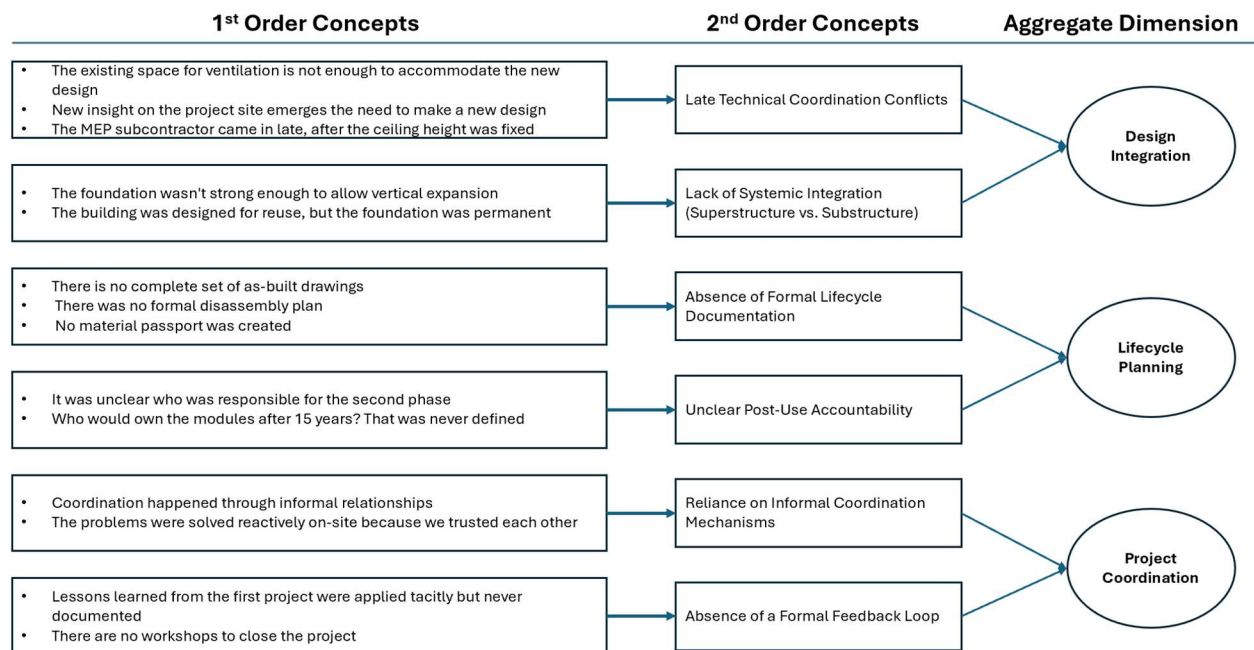 1st Order Concepts
2nd Order Concepts
Aggregate Dimension
• The existing space for ventilation is not enough to accommodate the new
design
• New insight on the project site emerges the need to make a new design
• The MEP subcontractor came in late, after the ceiling height was fixed
Late Technical Coordination Conflicts
Design
Integration
• The foundation wasn't strong enough to allow vertical expansion
• The building was designed for reuse, but the foundation was permanent
Lack of Systemic Integration
(Superstructure vs. Substructure)
• There is no complete set of as-built drawings
• There was no formal disassembly plan
• No material passport was created
Absence of Formal Lifecycle
Documentation
Lifecycle
Planning
• It was unclear who was responsible for the second phase
• Who would own the modules after 15 years? That was never defined
Unclear Post-Use Accountability
• Coordination happened through informal relationships
• The problems were solved reactively on-site because we trusted each other
Reliance on Informal Coordination
Mechanisms
Project
Coordination
• Lessons learned from the first project were applied tacitly but never
documented
• There are no workshops to close the project
Absence of a Formal Feedback Loop